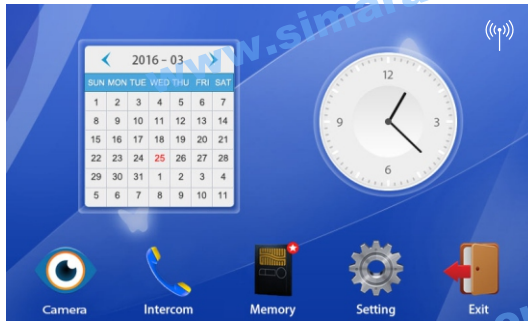 2016 - 03
SUN MON TUE WED THU FRI SAT
1 2 3 4 5 6 7
8 9 10 11 12 13 14
15 16 17 18 19 20 21
22 23 24 25 26 27 28
29 30 31 1 2 3 4
5 6 7 8 9 10 11
12
9 3
6
Camera Intercom Memory Setting Exit